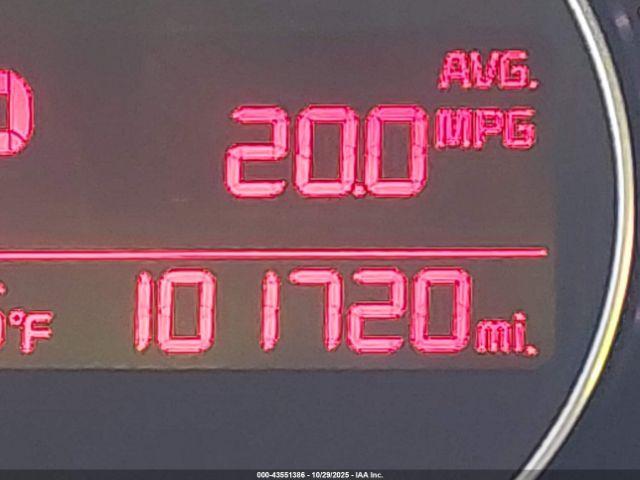 AVG.
20.0 MPG
°F 101720 mi.
000-43551386 - 10/29/2025 - IAA Inc.